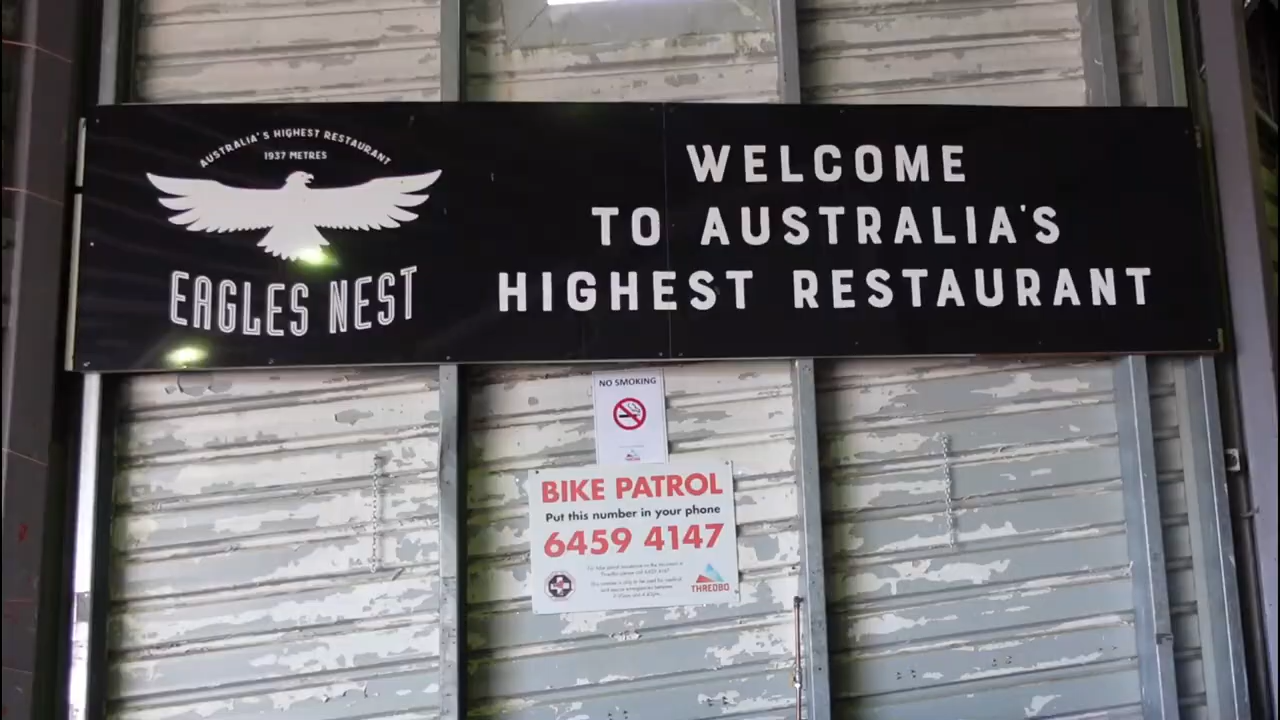 AUSTRALIA'S HIGHEST RESTAURANT
1937 METRES
EAGLES NEST
WELCOME
TO AUSTRALIA'S
HIGHEST RESTAURANT
NO SMOKING
BIKE PATROL
Put this number in your phone
6459 4147
THREDBO